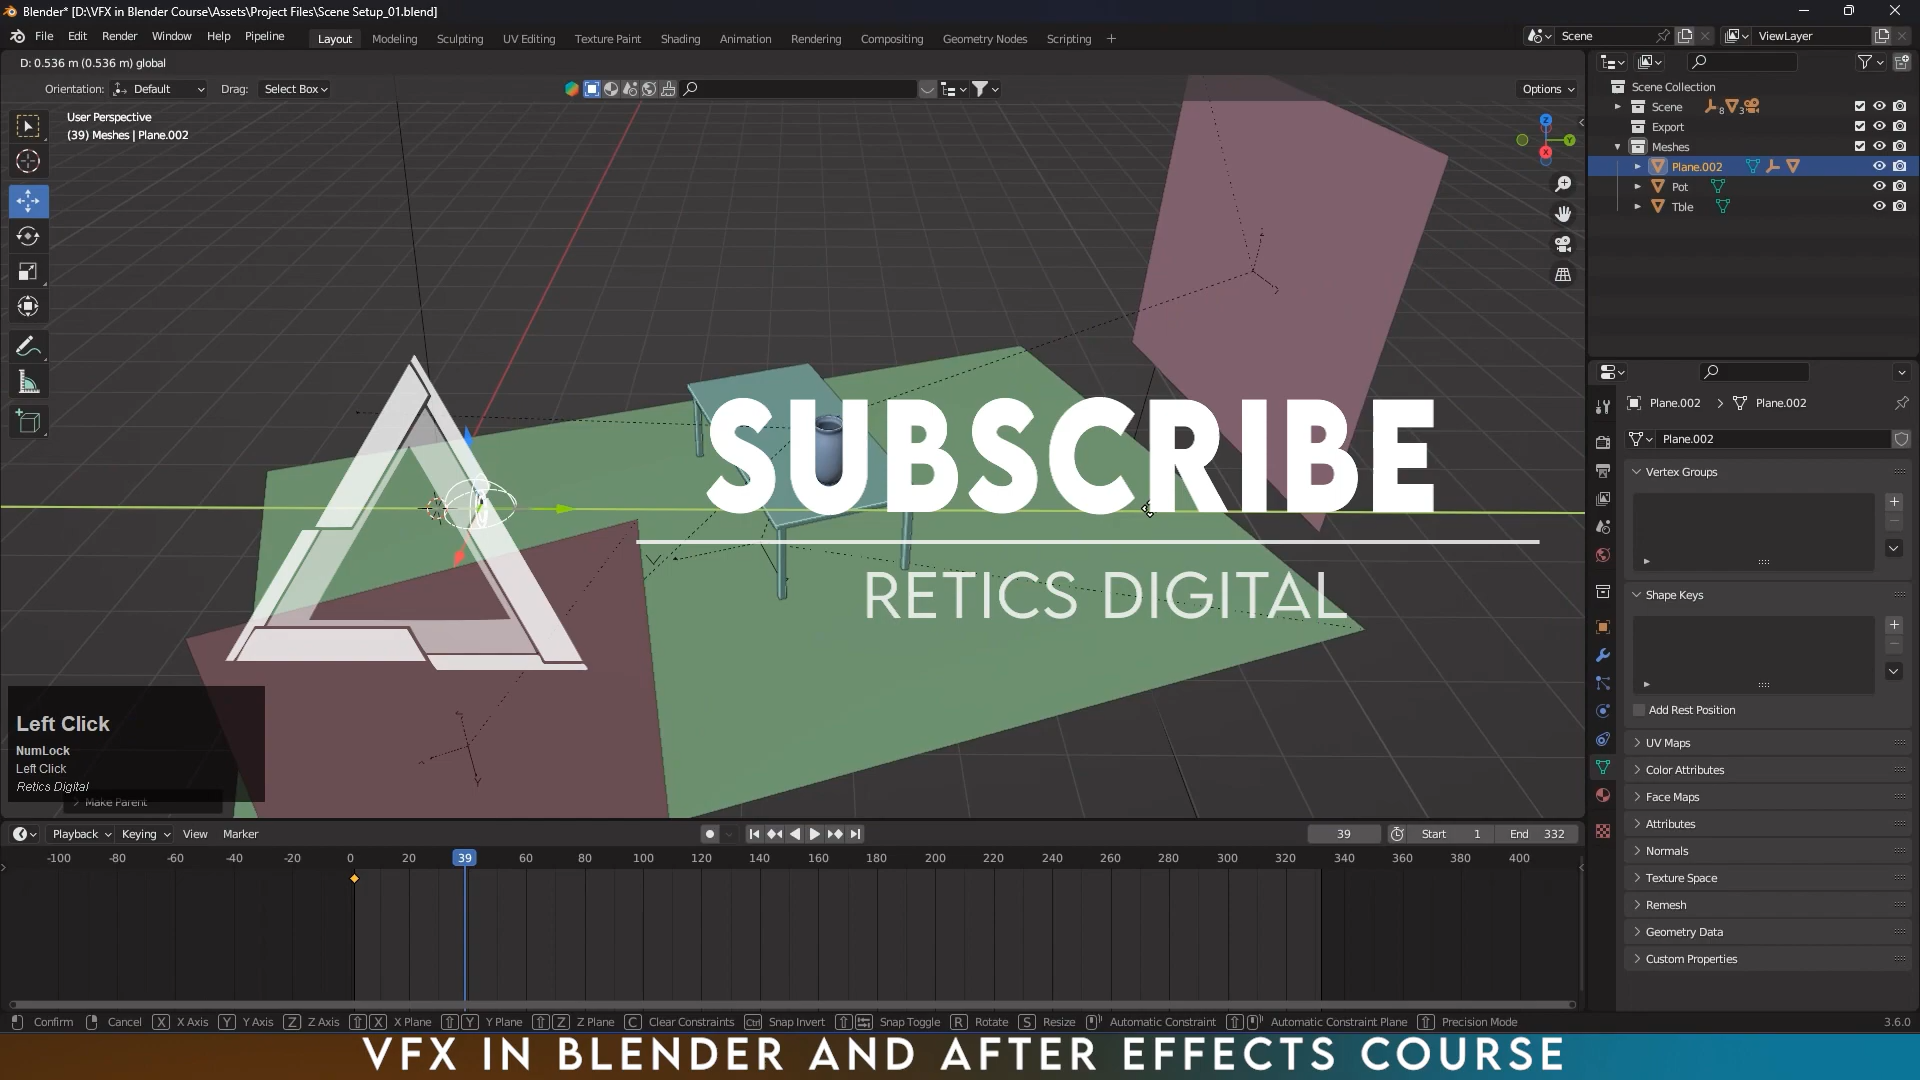 Blender* [D:\VFX in Blender Course\Assets\Project Files\Scene Setup_01.blend]
File Edit Render Window Help Pipeline
Layout Modeling Sculpting UV Editing Texture Paint Shading Animation Rendering Compositing Geometry Nodes Scripting +
Scene
ViewLayer
D: 0.536 m (0.536 m) global
Orientation: Default Drag: Select Box
Options
User Perspective
(39) Meshes | Plane.002
Scene Collection
Scene 8 3
Export
Meshes
Plane.002
Pot
Tble
Z
Y
X
SUBSCRIBE
RETICS DIGITAL
Left Click
NumLock
Left Click
Retics Digital
Make Parent
Plane.002 > Plane.002
Plane.002
Vertex Groups
Shape Keys
Add Rest Position
UV Maps
Color Attributes
Face Maps
Attributes
Normals
Texture Space
Remesh
Geometry Data
Custom Properties
Playback Keying View Marker
39 Start 1 End 332
-100 -80 -60 -40 -20 0 20 39 60 80 100 120 140 160 180 200 220 240 260 280 300 320 340 360 380 400
Confirm Cancel X X Axis Y Y Axis Z Z Axis X X Plane Y Y Plane Z Z Plane C Clear Constraints Ctrl Snap Invert Snap Toggle R Rotate S Resize Automatic Constraint Automatic Constraint Plane Precision Mode
3.6.0
VFX IN BLENDER AND AFTER EFFECTS COURSE